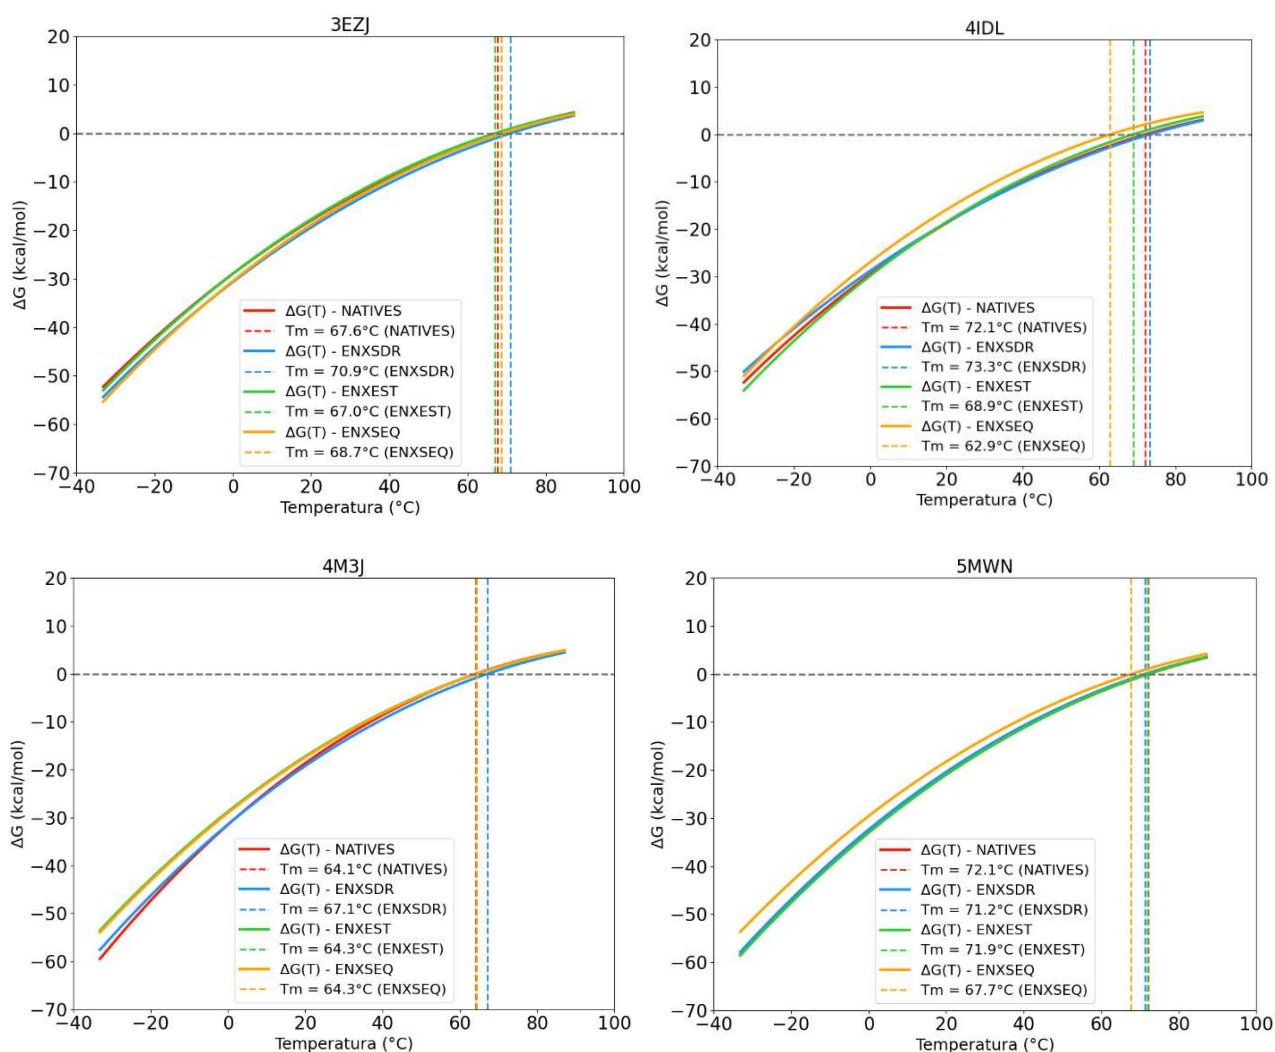 3EZJ
20
10
0
−10
−20
−30
−40
−50
−60
−70
ΔG (kcal/mol)
ΔG(T) - NATIVES
Tm = 67.6°C (NATIVES)
ΔG(T) - ENXSDR
Tm = 70.9°C (ENXSDR)
ΔG(T) - ENXEST
Tm = 67.0°C (ENXEST)
ΔG(T) - ENXSEQ
Tm = 68.7°C (ENXSEQ)
−40 −20 0 20 40 60 80 100
Temperatura (°C)
4IDL
20
10
0
−10
−20
−30
−40
−50
−60
−70
ΔG (kcal/mol)
ΔG(T) - NATIVES
Tm = 72.1°C (NATIVES)
ΔG(T) - ENXSDR
Tm = 73.3°C (ENXSDR)
ΔG(T) - ENXEST
Tm = 68.9°C (ENXEST)
ΔG(T) - ENXSEQ
Tm = 62.9°C (ENXSEQ)
−40 −20 0 20 40 60 80 100
Temperatura (°C)
4M3J
20
10
0
−10
−20
−30
−40
−50
−60
−70
ΔG (kcal/mol)
ΔG(T) - NATIVES
Tm = 64.1°C (NATIVES)
ΔG(T) - ENXSDR
Tm = 67.1°C (ENXSDR)
ΔG(T) - ENXEST
Tm = 64.3°C (ENXEST)
ΔG(T) - ENXSEQ
Tm = 64.3°C (ENXSEQ)
−40 −20 0 20 40 60 80 100
Temperatura (°C)
5MWN
20
10
0
−10
−20
−30
−40
−50
−60
−70
ΔG (kcal/mol)
ΔG(T) - NATIVES
Tm = 72.1°C (NATIVES)
ΔG(T) - ENXSDR
Tm = 71.2°C (ENXSDR)
ΔG(T) - ENXEST
Tm = 71.9°C (ENXEST)
ΔG(T) - ENXSEQ
Tm = 67.7°C (ENXSEQ)
−40 −20 0 20 40 60 80 100
Temperatura (°C)